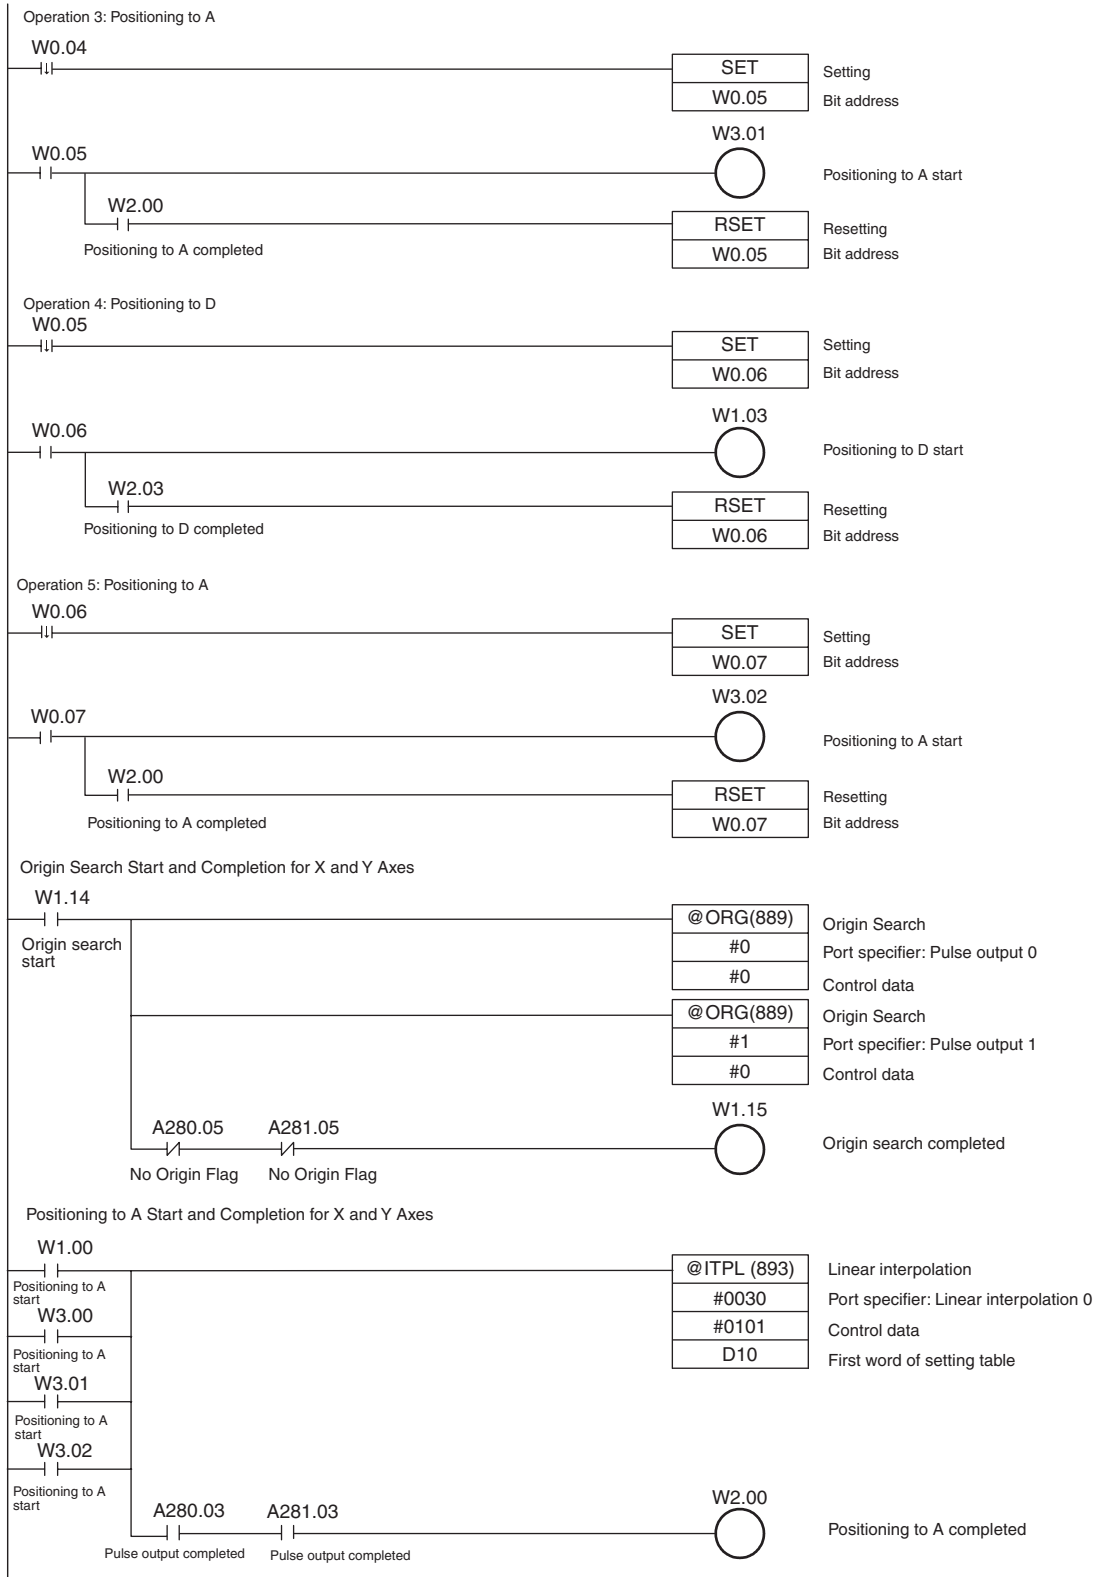 Operation 3: Positioning to A
W0.04
SET
Setting
W0.05
Bit address
W3.01
W0.05
Positioning to A start
W2.00
RSET
Resetting
Positioning to A completed
W0.05
Bit address
Operation 4: Positioning to D
W0.05
SET
Setting
W0.06
Bit address
W1.03
W0.06
Positioning to D start
W2.03
RSET
Resetting
Positioning to D completed
W0.06
Bit address
Operation 5: Positioning to A
W0.06
SET
Setting
W0.07
Bit address
W3.02
W0.07
Positioning to A start
W2.00
RSET
Resetting
Positioning to A completed
W0.07
Bit address
Origin Search Start and Completion for X and Y Axes
W1.14
@ORG(889)
Origin Search
Origin search
start
#0
Port specifier: Pulse output 0
#0
Control data
@ORG(889)
Origin Search
#1
Port specifier: Pulse output 1
#0
Control data
W1.15
A280.05
A281.05
Origin search completed
No Origin Flag
No Origin Flag
Positioning to A Start and Completion for X and Y Axes
W1.00
@ITPL (893)
Linear interpolation
Positioning to A
start
#0030
Port specifier: Linear interpolation 0
W3.00
#0101
Control data
Positioning to A
start
D10
First word of setting table
W3.01
Positioning to A
start
W3.02
Positioning to A
start
W2.00
A280.03
A281.03
Positioning to A completed
Pulse output completed
Pulse output completed